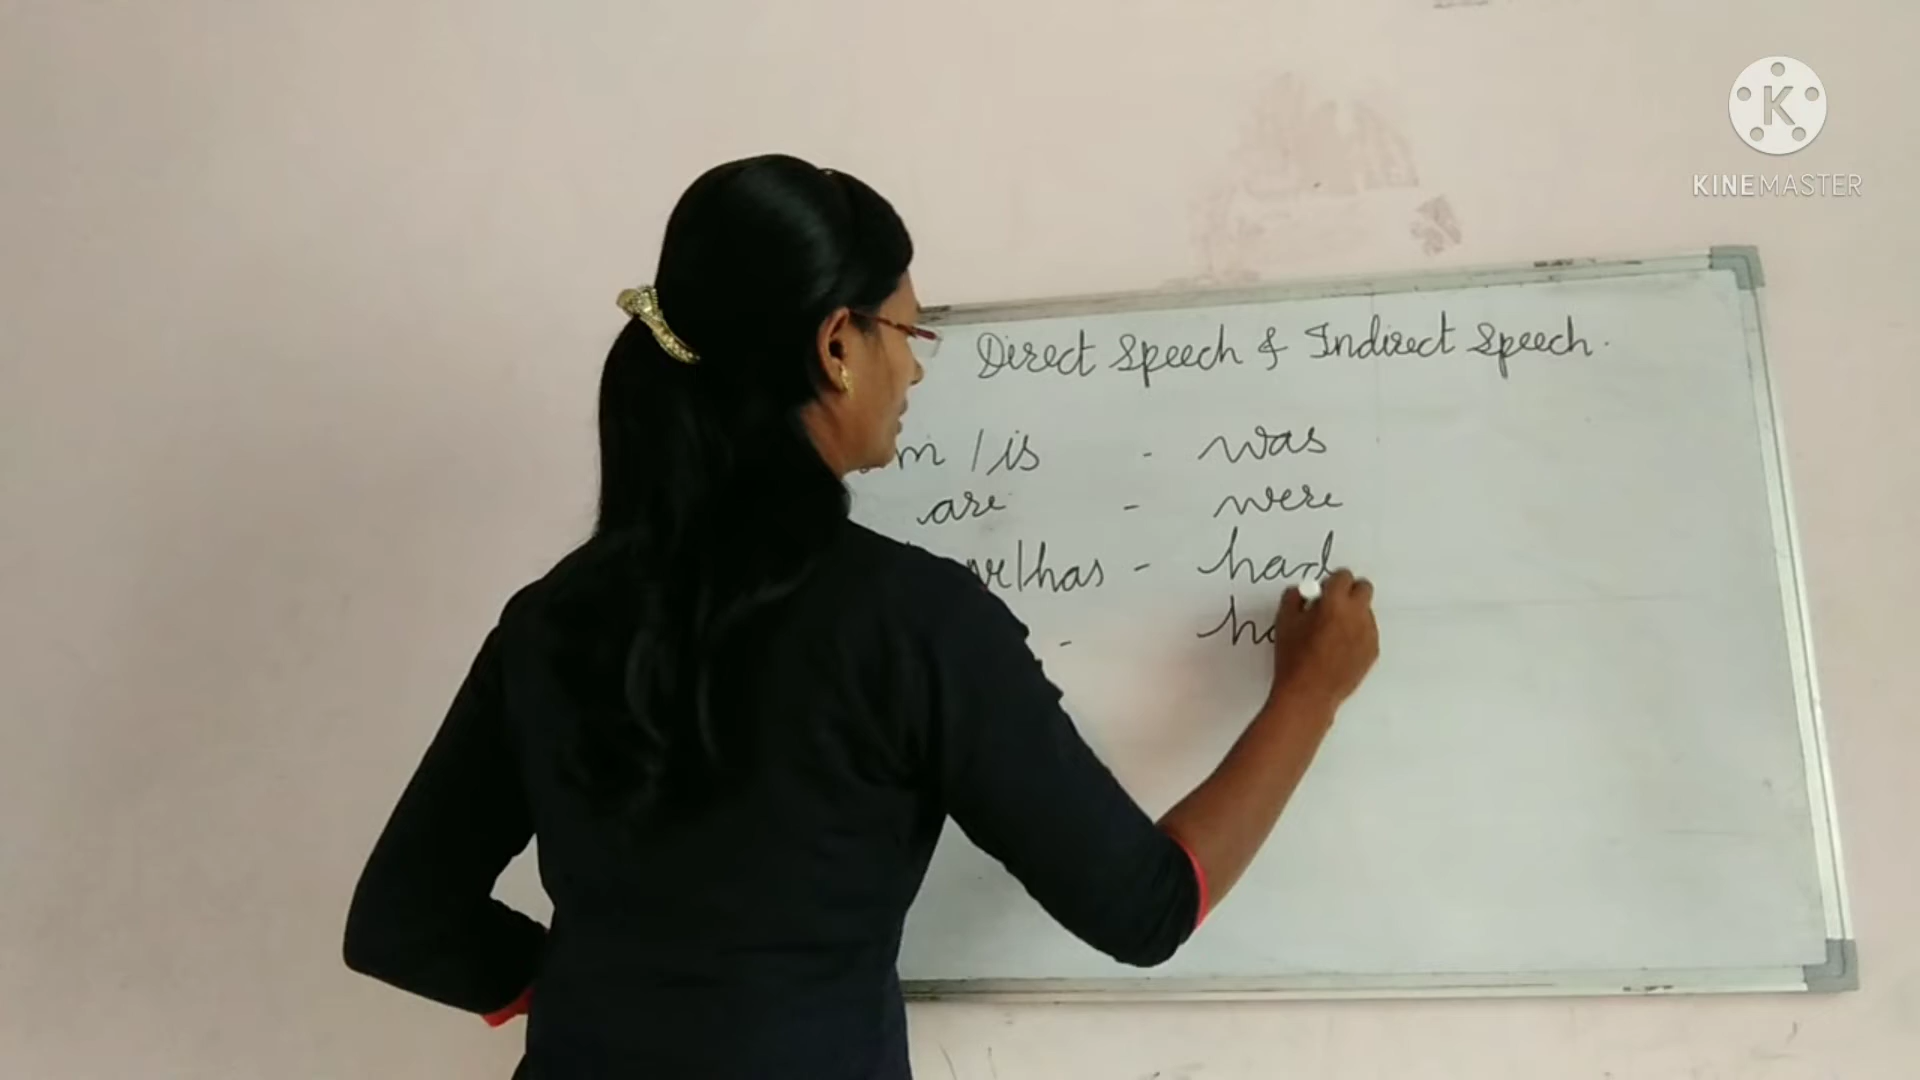 KINEMASTER
Direct Speech & Indirect Speech.
/is - was
are - were
/has - had
-